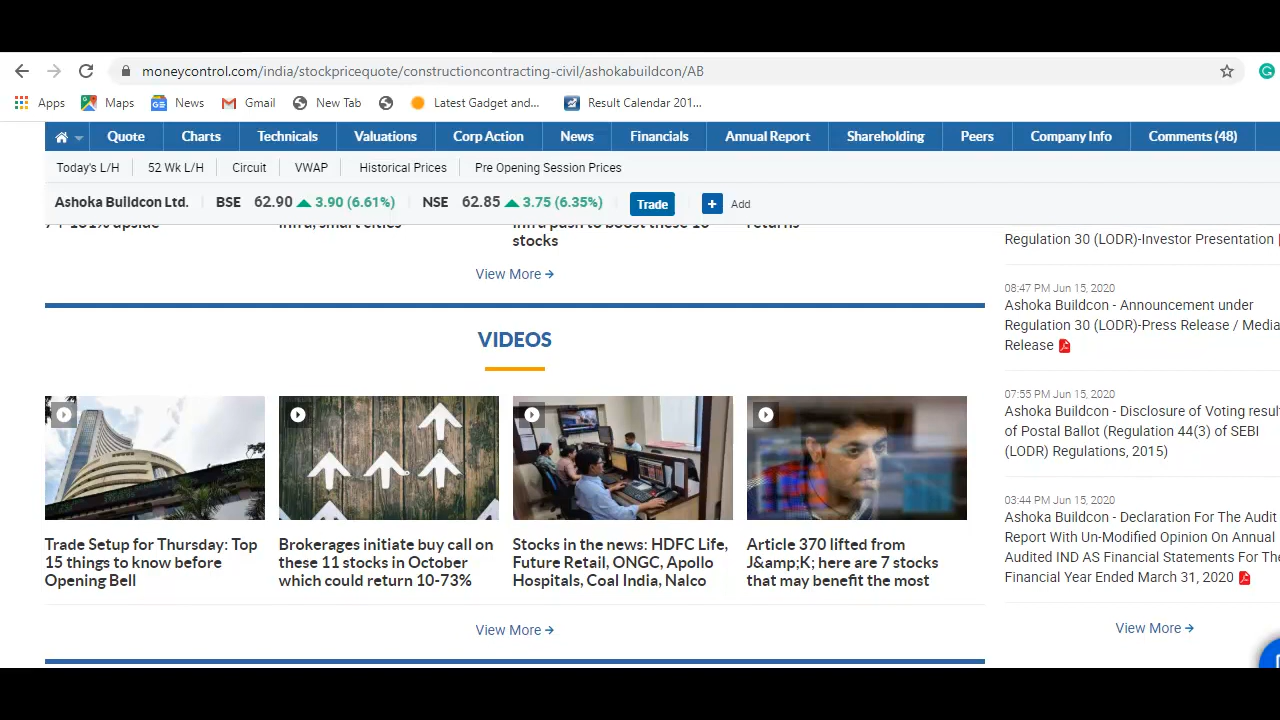 moneycontrol.com/india/stockpricequote/constructioncontracting-civil/ashokabuildcon/AB
Apps Maps News Gmail New Tab Latest Gadget and... Result Calendar 201...
Quote Charts Technicals Valuations Corp Action News Financials Annual Report Shareholding Peers Company Info Comments (48)
Today's L/H 52 Wk L/H Circuit VWAP Historical Prices Pre Opening Session Prices
Ashoka Buildcon Ltd. BSE 62.90 3.90 (6.61%) NSE 62.85 3.75 (6.35%) Trade + Add
stocks
View More →
VIDEOS
Trade Setup for Thursday: Top
15 things to know before
Opening Bell
Brokerages initiate buy call on
these 11 stocks in October
which could return 10-73%
Stocks in the news: HDFC Life,
Future Retail, ONGC, Apollo
Hospitals, Coal India, Nalco
Article 370 lifted from
J&amp;K; here are 7 stocks
that may benefit the most
View More →
Regulation 30 (LODR)-Investor Presentation
08:47 PM Jun 15, 2020
Ashoka Buildcon - Announcement under
Regulation 30 (LODR)-Press Release / Media
Release
07:55 PM Jun 15, 2020
Ashoka Buildcon - Disclosure of Voting resul
of Postal Ballot (Regulation 44(3) of SEBI
(LODR) Regulations, 2015)
03:44 PM Jun 15, 2020
Ashoka Buildcon - Declaration For The Audit
Report With Un-Modified Opinion On Annual
Audited IND AS Financial Statements For The
Financial Year Ended March 31, 2020
View More →